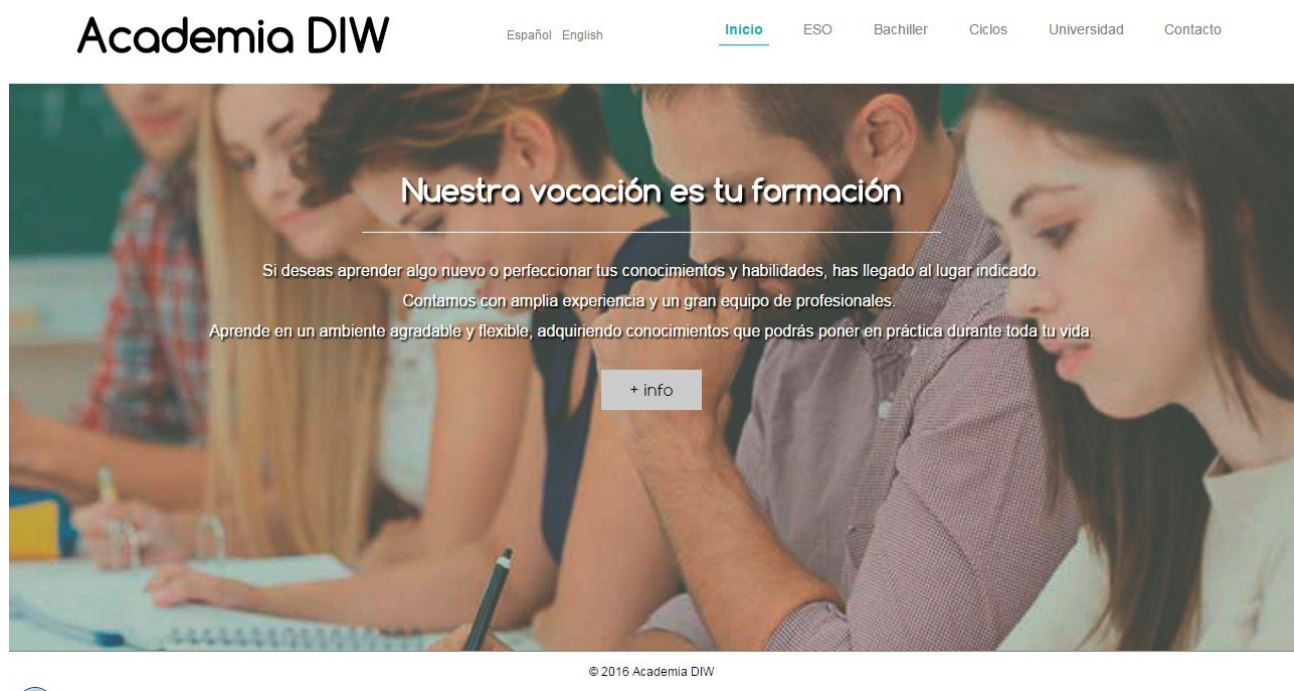 Academia DIW
Español English
Inicio ESO Bachiller Ciclos Universidad Contacto
Nuestra vocación es tu formación
Si deseas aprender algo nuevo o perfeccionar tus conocimientos y habilidades, has llegado al lugar indicado.
Contamos con amplia experiencia y un gran equipo de profesionales.
Aprende en un ambiente agradable y flexible, adquiriendo conocimientos que podrás poner en práctica durante toda tu vida.
+ info
© 2016 Academia DIW